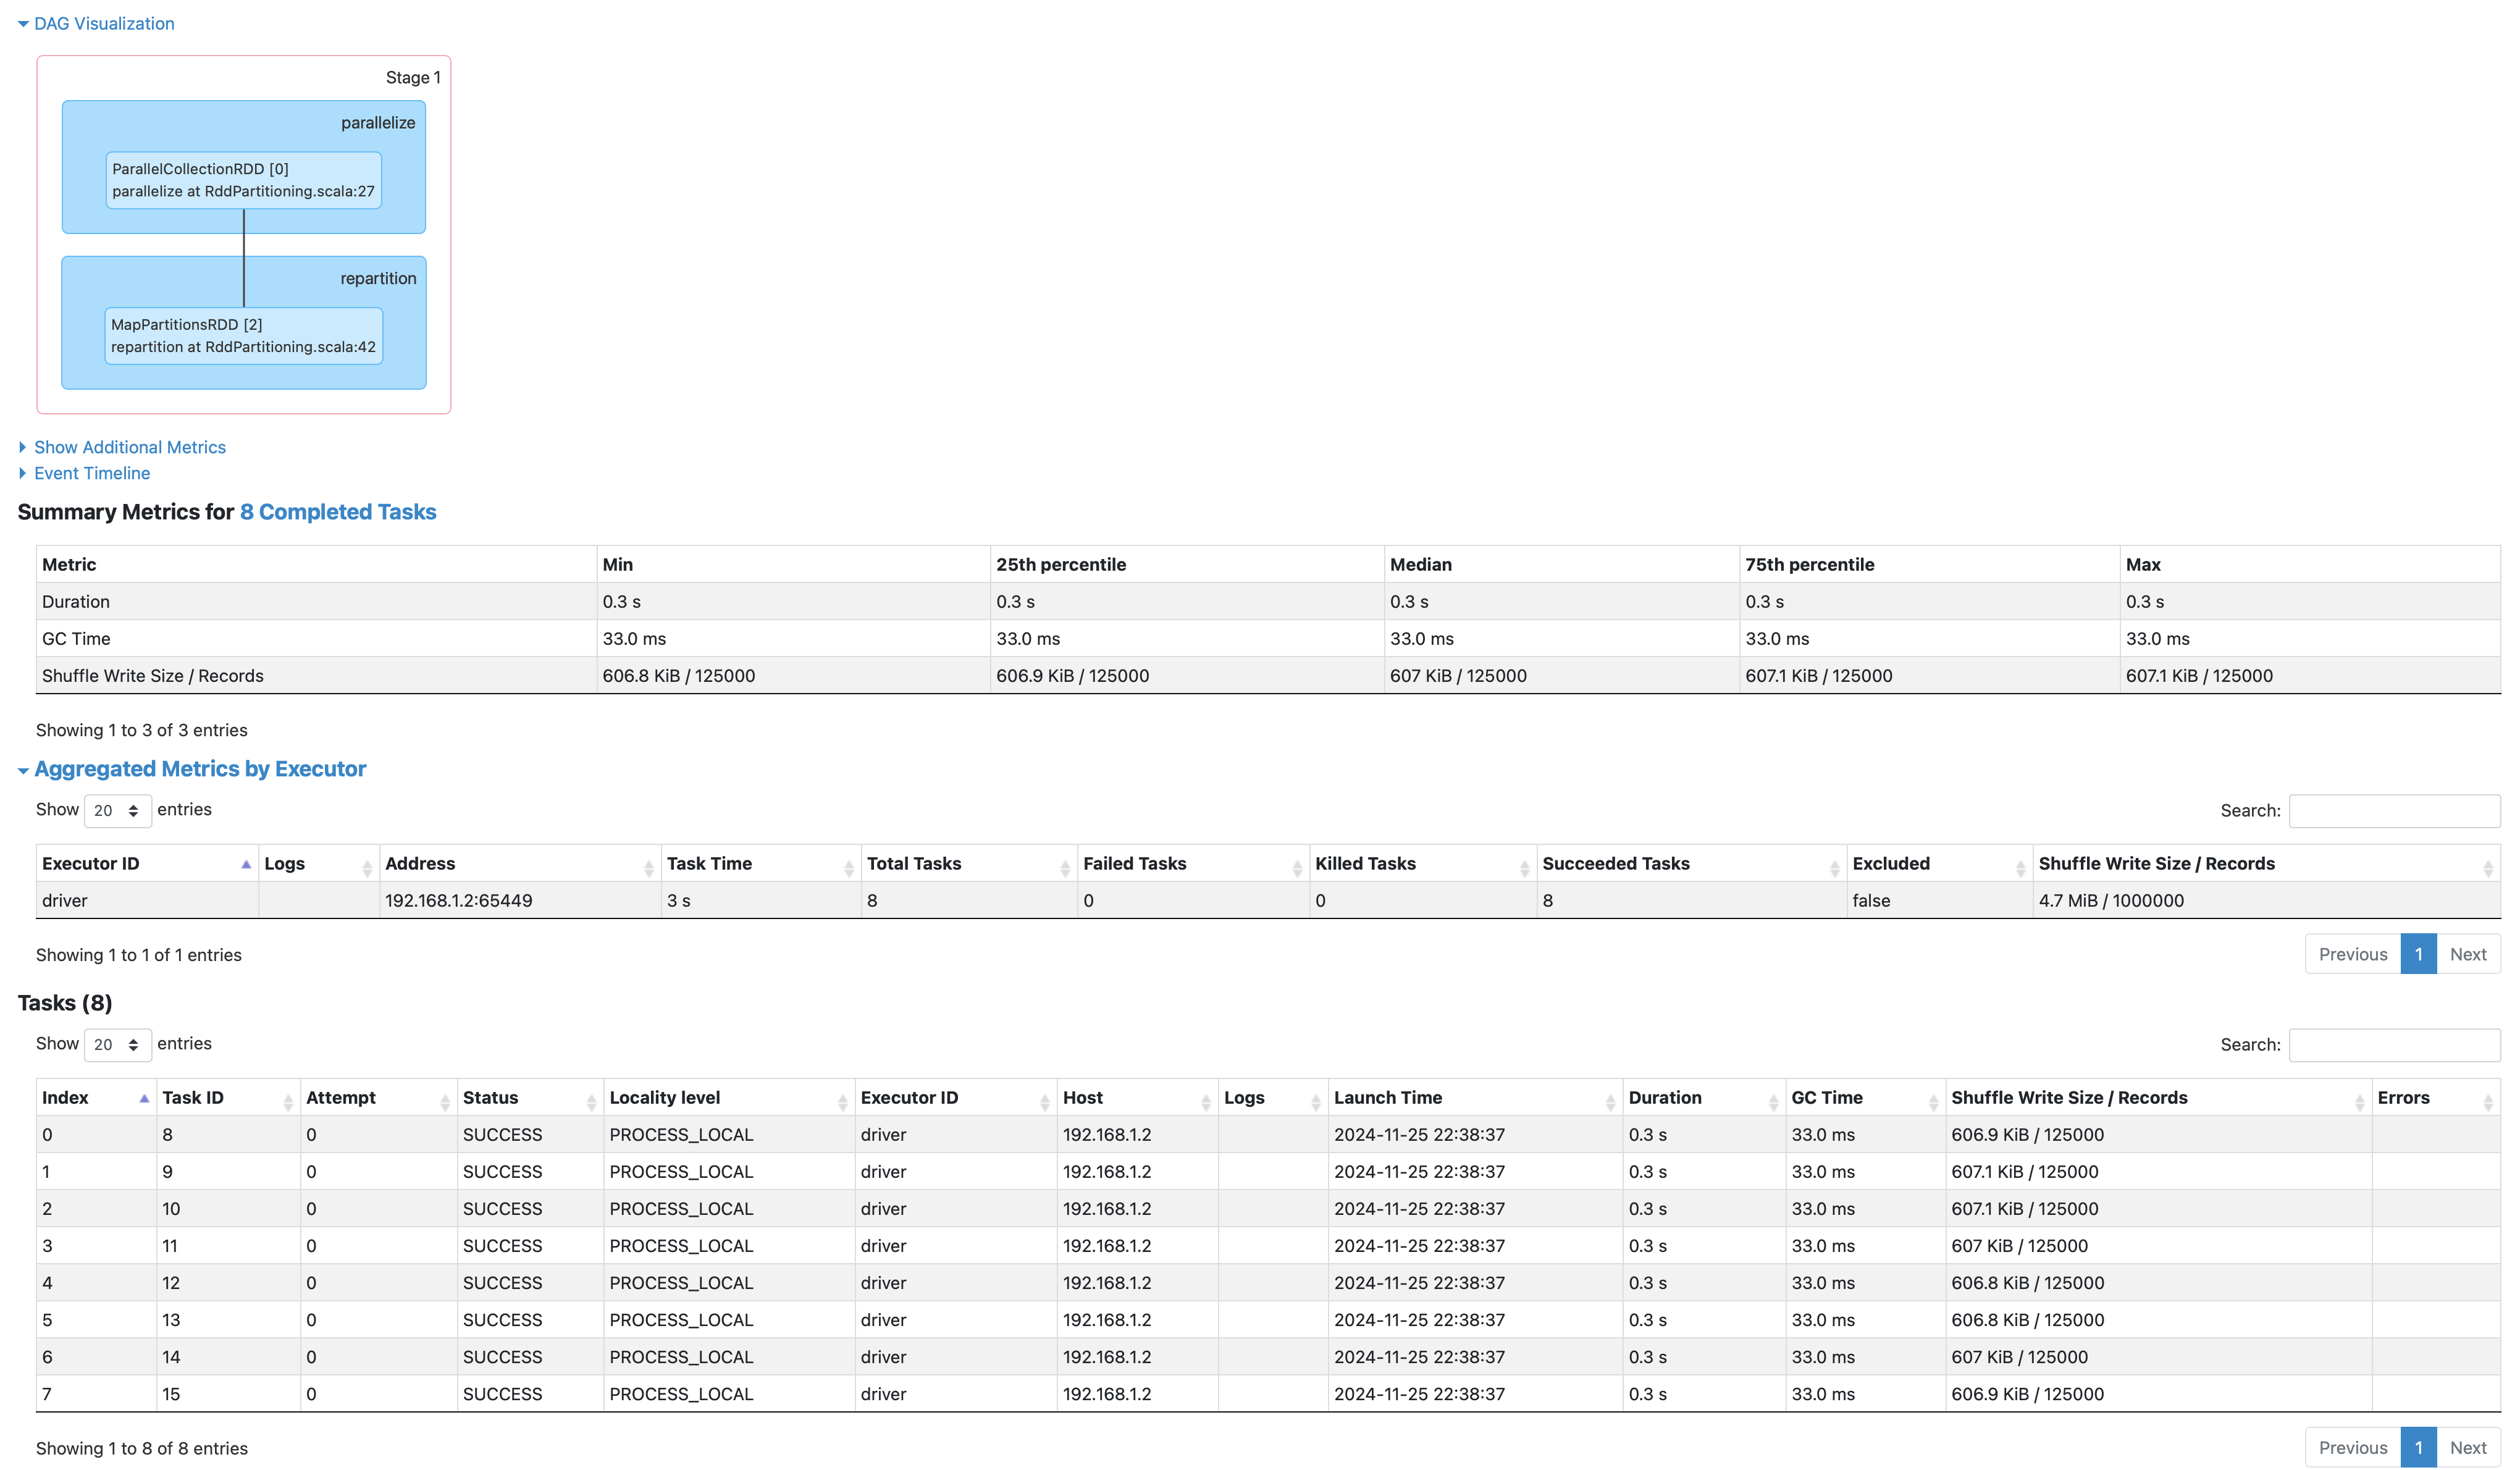 DAG Visualization
Stage 1
parallelize
ParallelCollectionRDD [0]
parallelize at RddPartitioning.scala:27
repartition
MapPartitionsRDD [2]
repartition at RddPartitioning.scala:42
Show Additional Metrics
Event Timeline
Summary Metrics for 8 Completed Tasks
Metric Min 25th percentile Median 75th percentile Max
Duration 0.3 s 0.3 s 0.3 s 0.3 s 0.3 s
GC Time 33.0 ms 33.0 ms 33.0 ms 33.0 ms 33.0 ms
Shuffle Write Size / Records 606.8 KiB / 125000 606.9 KiB / 125000 607 KiB / 125000 607.1 KiB / 125000 607.1 KiB / 125000
Showing 1 to 3 of 3 entries
Aggregated Metrics by Executor
Show 20 entries Search:
Executor ID Logs Address Task Time Total Tasks Failed Tasks Killed Tasks Succeeded Tasks Excluded Shuffle Write Size / Records
driver 192.168.1.2:65449 3 s 8 0 0 8 false 4.7 MiB / 1000000
Showing 1 to 1 of 1 entries Previous 1 Next
Tasks (8)
Show 20 entries Search:
Index Task ID Attempt Status Locality level Executor ID Host Logs Launch Time Duration GC Time Shuffle Write Size / Records Errors
0 8 0 SUCCESS PROCESS_LOCAL driver 192.168.1.2 2024-11-25 22:38:37 0.3 s 33.0 ms 606.9 KiB / 125000
1 9 0 SUCCESS PROCESS_LOCAL driver 192.168.1.2 2024-11-25 22:38:37 0.3 s 33.0 ms 607.1 KiB / 125000
2 10 0 SUCCESS PROCESS_LOCAL driver 192.168.1.2 2024-11-25 22:38:37 0.3 s 33.0 ms 607.1 KiB / 125000
3 11 0 SUCCESS PROCESS_LOCAL driver 192.168.1.2 2024-11-25 22:38:37 0.3 s 33.0 ms 607 KiB / 125000
4 12 0 SUCCESS PROCESS_LOCAL driver 192.168.1.2 2024-11-25 22:38:37 0.3 s 33.0 ms 606.8 KiB / 125000
5 13 0 SUCCESS PROCESS_LOCAL driver 192.168.1.2 2024-11-25 22:38:37 0.3 s 33.0 ms 606.8 KiB / 125000
6 14 0 SUCCESS PROCESS_LOCAL driver 192.168.1.2 2024-11-25 22:38:37 0.3 s 33.0 ms 607 KiB / 125000
7 15 0 SUCCESS PROCESS_LOCAL driver 192.168.1.2 2024-11-25 22:38:37 0.3 s 33.0 ms 606.9 KiB / 125000
Showing 1 to 8 of 8 entries Previous 1 Next